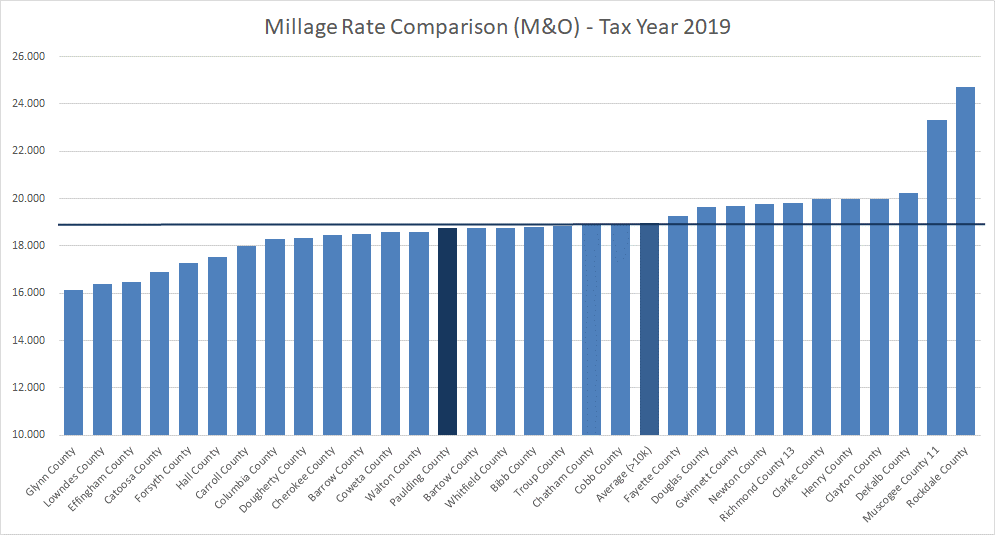 Millage Rate Comparison (M&O) - Tax Year 2019
26.000
24.000
22.000
20.000
18.000
16.000
14.000
12.000
10.000
Glynn County
Lowndes County
Effingham County
Catoosa County
Forsyth County
Hall County
Carroll County
Columbia County
Dougherty County
Cherokee County
Barrow County
Coweta County
Walton County
Paulding County
Bartow County
Whitfield County
Bibb County
Troup County
Chatham County
Cobb County
Average (>10k)
Fayette County
Douglas County
Gwinnett County
Newton County
Richmond County 13
Clarke County
Henry County
Clayton County
DeKalb County
Muscogee County 11
Rockdale County